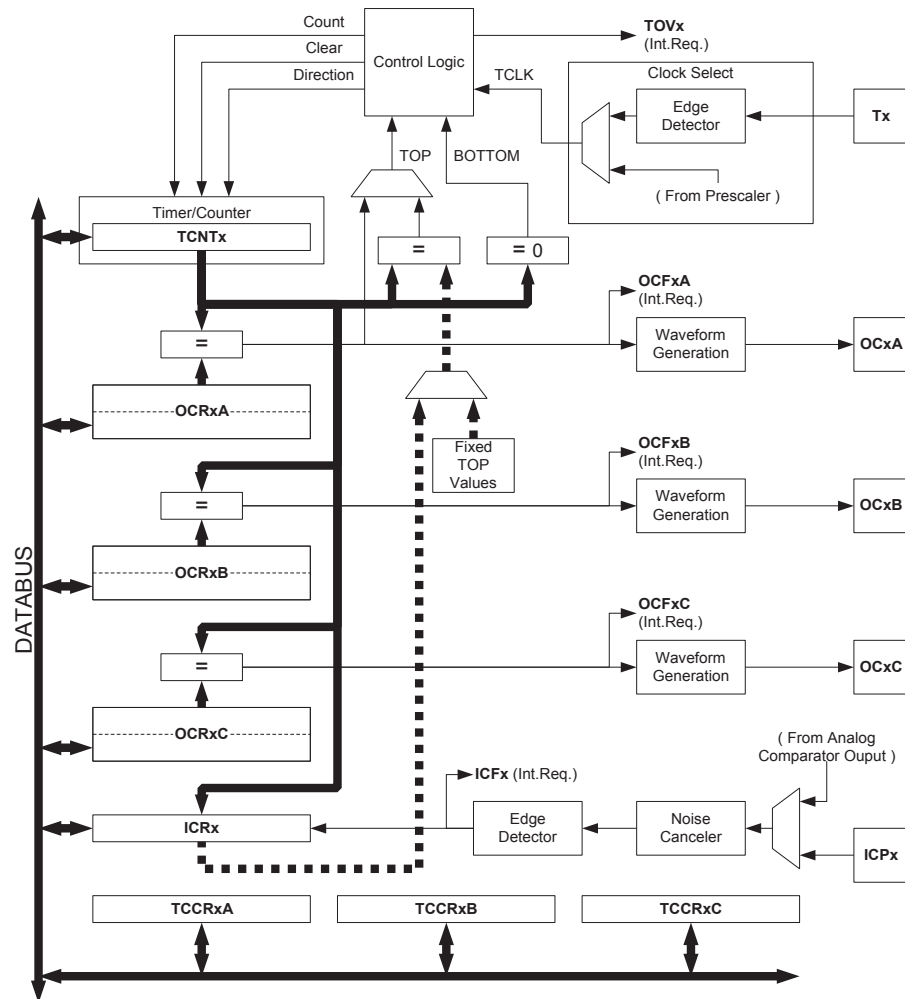 Count
Clear
Direction
Control Logic
TOVx
(Int.Req.)
Clock Select
TCLK
Edge
Detector
Tx
( From Prescaler )
TOP
BOTTOM
Timer/Counter
TCNTx
=
= 0
=
OCRxA
OCFxA
(Int.Req.)
Waveform
Generation
OCxA
Fixed
TOP
Values
=
OCRxB
OCFxB
(Int.Req.)
Waveform
Generation
OCxB
DATABUS
=
OCRxC
OCFxC
(Int.Req.)
Waveform
Generation
OCxC
( From Analog
Comparator Ouput )
ICFx (Int.Req.)
ICRx
Edge
Detector
Noise
Canceler
ICPx
TCCRxA
TCCRxB
TCCRxC